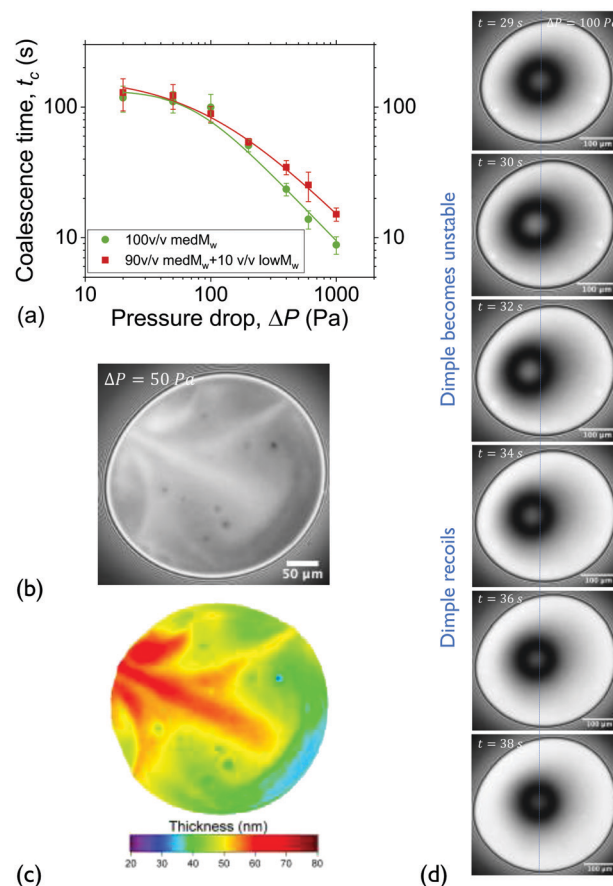 Coalescence time, t_c (s)
100
10
100
10
100v/v medM_w
90v/v medM_w+10 v/v lowM_w
10 100 1000
Pressure drop, ΔP (Pa)
(a)
ΔP = 50 Pa
50 μm
(b)
Thickness (nm)
20 30 40 50 60 70 80
(c)
t = 29 s ΔP = 100 Pa
100 μm
t = 30 s
100 μm
t = 32 s
100 μm
t = 34 s
100 μm
t = 36 s
100 μm
t = 38 s
100 μm
Dimple becomes unstable
Dimple recoils
(d)